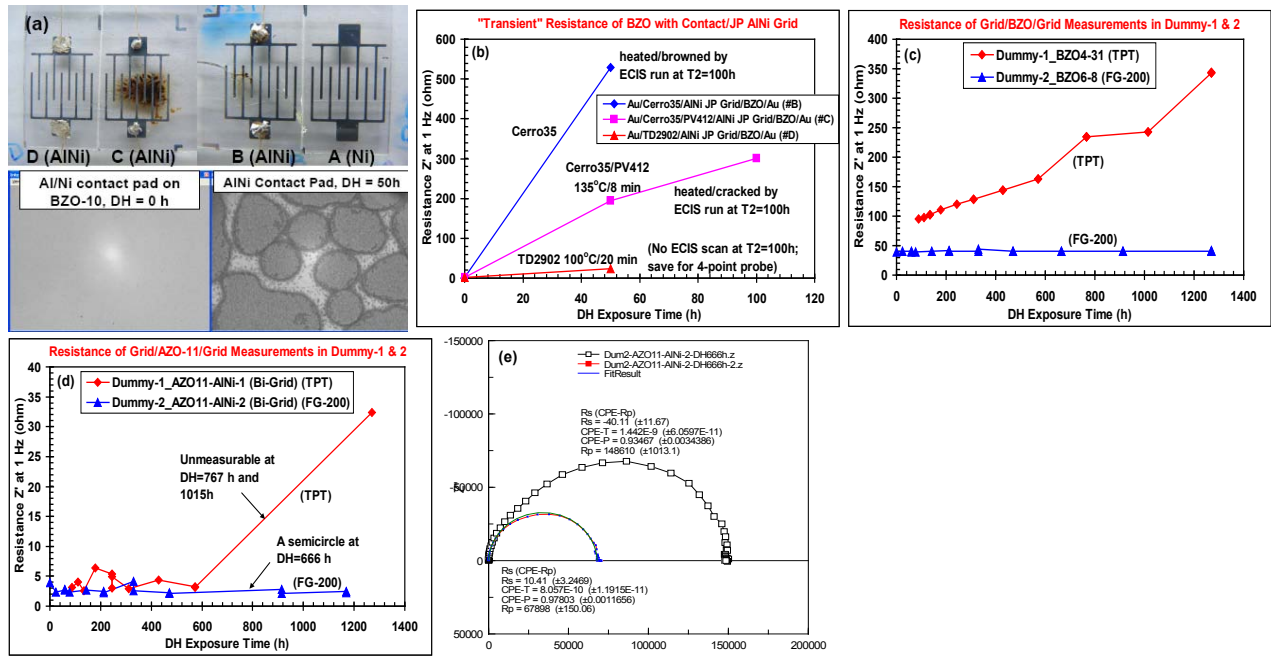 (a)
D (AlNi) C (AlNi) B (AlNi) A (Ni)
Al/Ni contact pad on
BZO-10, DH = 0 h
AlNi Contact Pad, DH = 50h
"Transient" Resistance of BZO with Contact/JP AlNi Grid
(b)
Resistance Z' at 1 Hz (ohm)
600
500
400
300
200
100
0
0 20 40 60 80 100 120
DH Exposure Time (h)
heated/browned by
ECIS run at T2=100h
Au/Cerro35/AlNi JP Grid/BZO/Au (#B)
Au/Cerro35/PV412/AlNi JP Grid/BZO/Au (#C)
Au/TD2902/AlNi JP Grid/BZO/Au (#D)
Cerro35
Cerro35/PV412
135°C/8 min
heated/cracked by
ECIS run at T2=100h
TD2902 100°C/20 min
(No ECIS scan at T2=100h;
save for 4-point probe)
Resistance of Grid/BZO/Grid Measurements in Dummy-1 & 2
(c)
Resistance Z' at 1 Hz (ohm)
400
350
300
250
200
150
100
50
0
0 200 400 600 800 1000 1200 1400
DH Exposure Time (h)
Dummy-1_BZO4-31 (TPT)
Dummy-2_BZO6-8 (FG-200)
(TPT)
(FG-200)
Resistance of Grid/AZO-11/Grid Measurements in Dummy-1 & 2
(d)
Resistance Z' at 1 Hz (ohm)
40
35
30
25
20
15
10
5
0
0 200 400 600 800 1000 1200 1400
DH Exposure Time (h)
Dummy-1_AZO11-AlNi-1 (Bi-Grid) (TPT)
Dummy-2_AZO11-AlNi-2 (Bi-Grid) (FG-200)
Unmeasurable at
DH=767 h and
1015h
(TPT)
A semicircle at
DH=666 h
(FG-200)
(e)
-150000
-100000
-50000
0
50000
0 50000 100000 150000 200000
Dum2-AZO11-AlNi-2-DH666h.z
Dum2-AZO11-AlNi-2-DH666h-2.z
FitResult
Rs (CPE-Rp)
Rs = -40.11 (±11.67)
CPE-T = 1.442E-9 (±6.0597E-11)
CPE-P = 0.93467 (±0.0034386)
Rp = 148610 (±1013.1)
Rs (CPE-Rp)
Rs = 10.41 (±3.2469)
CPE-T = 8.057E-10 (±1.1915E-11)
CPE-P = 0.97803 (±0.0011656)
Rp = 67898 (±150.06)